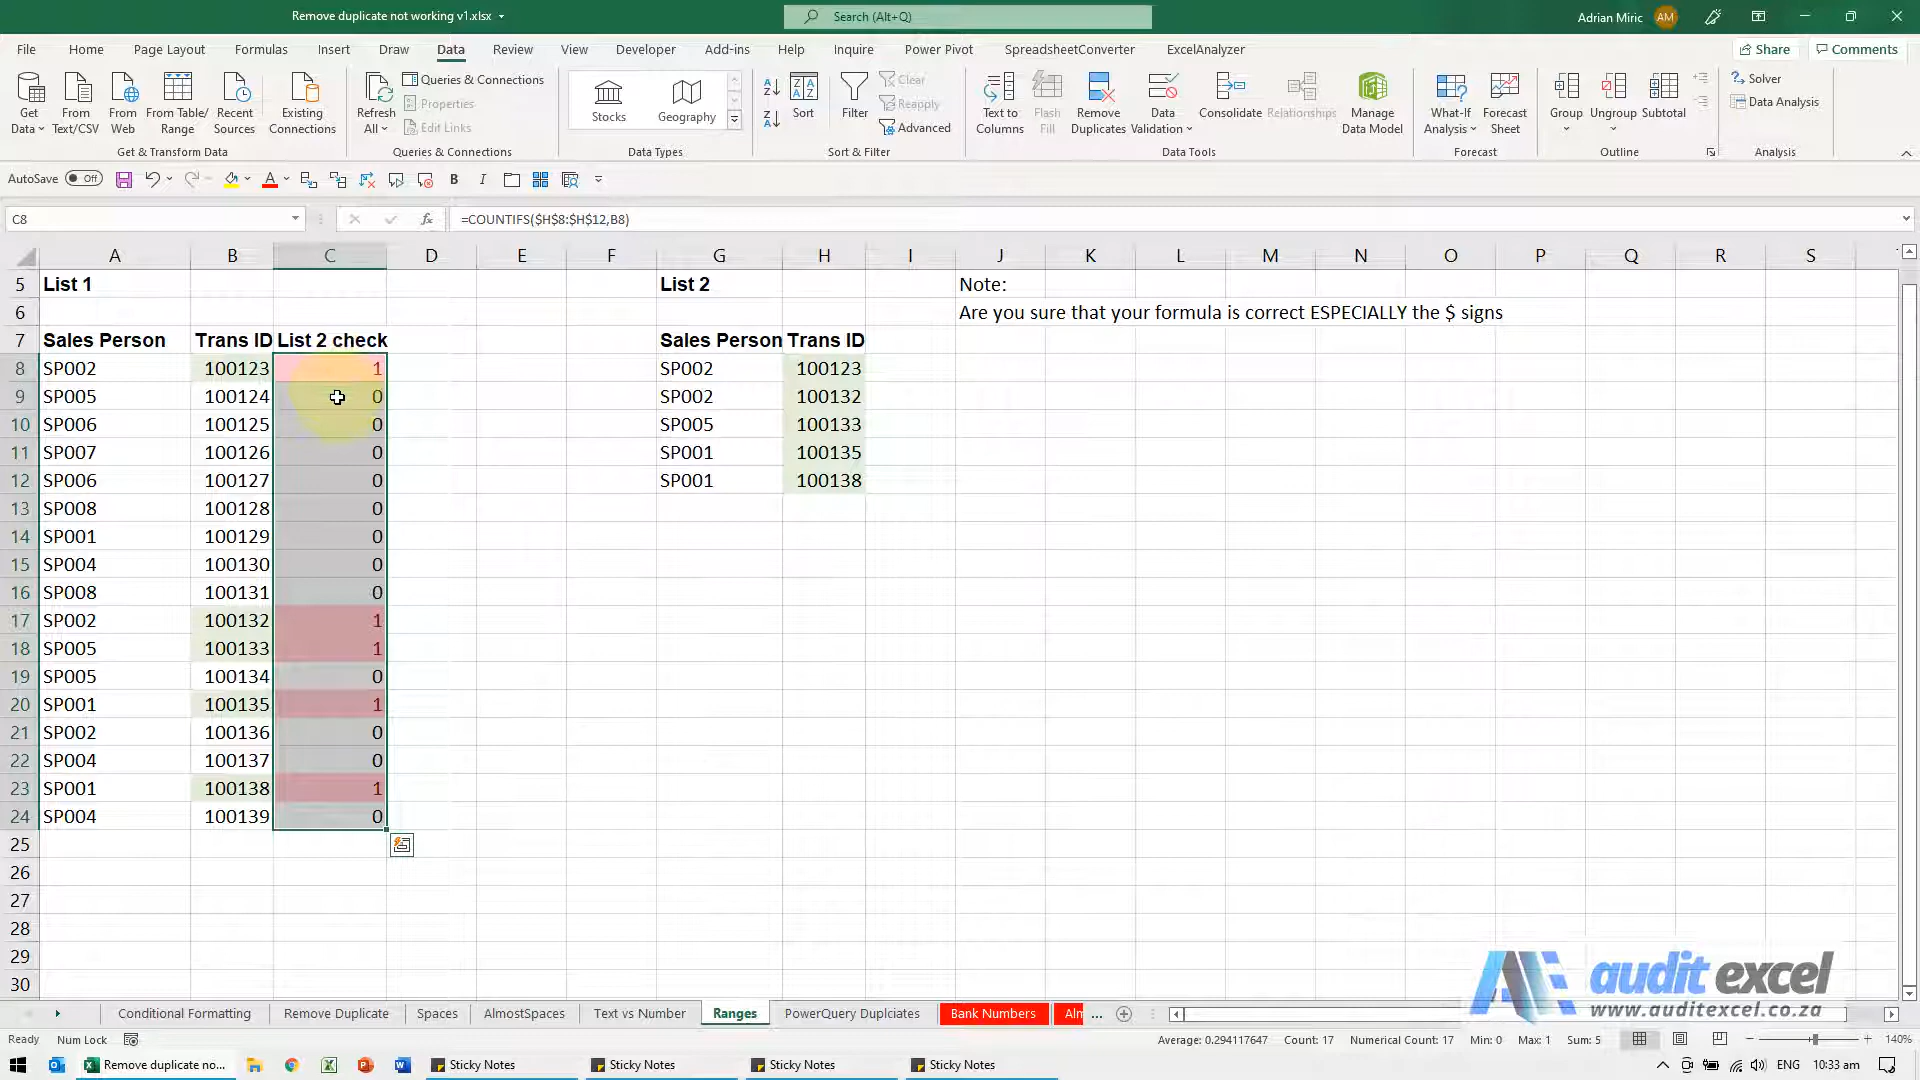 Remove duplicate not working v1.xlsx
Search (Alt+Q)
Adrian Miric
AM
File Home Page Layout Formulas Insert Draw Data Review View Developer Add-ins Help Inquire Power Pivot SpreadsheetConverter ExcelAnalyzer
Share
Comments
Get Data
From Text/CSV
From Web
From Table/ Range
Recent Sources
Existing Connections
Get & Transform Data
Refresh All
Queries & Connections
Properties
Edit Links
Queries & Connections
Stocks
Geography
Data Types
Sort
Filter
Clear
Reapply
Advanced
Sort & Filter
Text to Columns
Flash Fill
Remove Duplicates
Data Validation
Consolidate
Relationships
Manage Data Model
Data Tools
What-If Analysis
Forecast Sheet
Forecast
Group
Ungroup
Subtotal
Outline
Solver
Data Analysis
Analysis
AutoSave Off
C8
=COUNTIFS($H$8:$H$12,B8)
A B C D E F G H I J K L M N O P Q R S
5 List 1 List 2 Note:
6 Are you sure that your formula is correct ESPECIALLY the $ signs
7 Sales Person Trans ID List 2 check Sales Person Trans ID
8 SP002 100123 1 SP002 100123
9 SP005 100124 0 SP002 100132
10 SP006 100125 0 SP005 100133
11 SP007 100126 0 SP001 100135
12 SP006 100127 0 SP001 100138
13 SP008 100128 0
14 SP001 100129 0
15 SP004 100130 0
16 SP008 100131 0
17 SP002 100132 1
18 SP005 100133 1
19 SP005 100134 0
20 SP001 100135 1
21 SP002 100136 0
22 SP004 100137 0
23 SP001 100138 1
24 SP004 100139 0
25
26
27
28
29
30
audit excel
www.auditexcel.co.za
Conditional Formatting Remove Duplicate Spaces AlmostSpaces Text vs Number Ranges PowerQuery Duplciates Bank Numbers Alm ...
Ready Num Lock Average: 0.294117647 Count: 17 Numerical Count: 17 Min: 0 Max: 1 Sum: 5 140%
Remove duplicate no... Sticky Notes Sticky Notes Sticky Notes Sticky Notes ENG 10:33 am